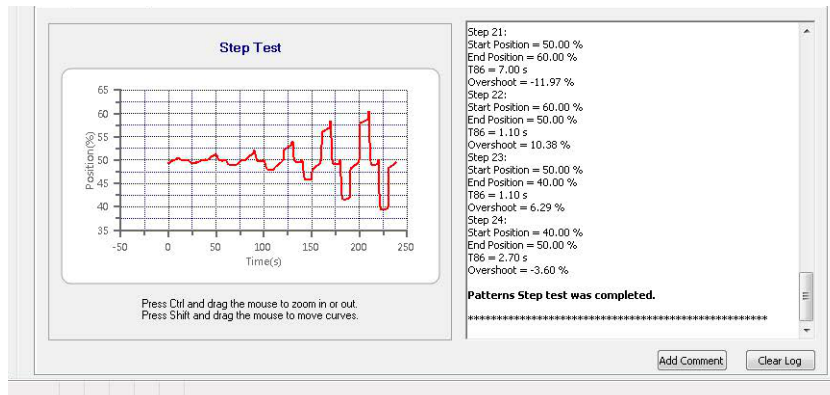 Step Test
65
60
55
50
45
40
35
Position(%)
-50
0
50
100
150
200
250
Time(s)
Press Ctrl and drag the mouse to zoom in or out.
Press Shift and drag the mouse to move curves.
Step 21:
Start Position = 50.00 %
End Position = 60.00 %
T86 = 7.00 s
Overshoot = -11.97 %
Step 22:
Start Position = 60.00 %
End Position = 50.00 %
T86 = 1.10 s
Overshoot = 10.38 %
Step 23:
Start Position = 50.00 %
End Position = 40.00 %
T86 = 1.10 s
Overshoot = 6.29 %
Step 24:
Start Position = 40.00 %
End Position = 50.00 %
T86 = 2.70 s
Overshoot = -3.60 %
Patterns Step test was completed.
****************************************************
Add Comment
Clear Log